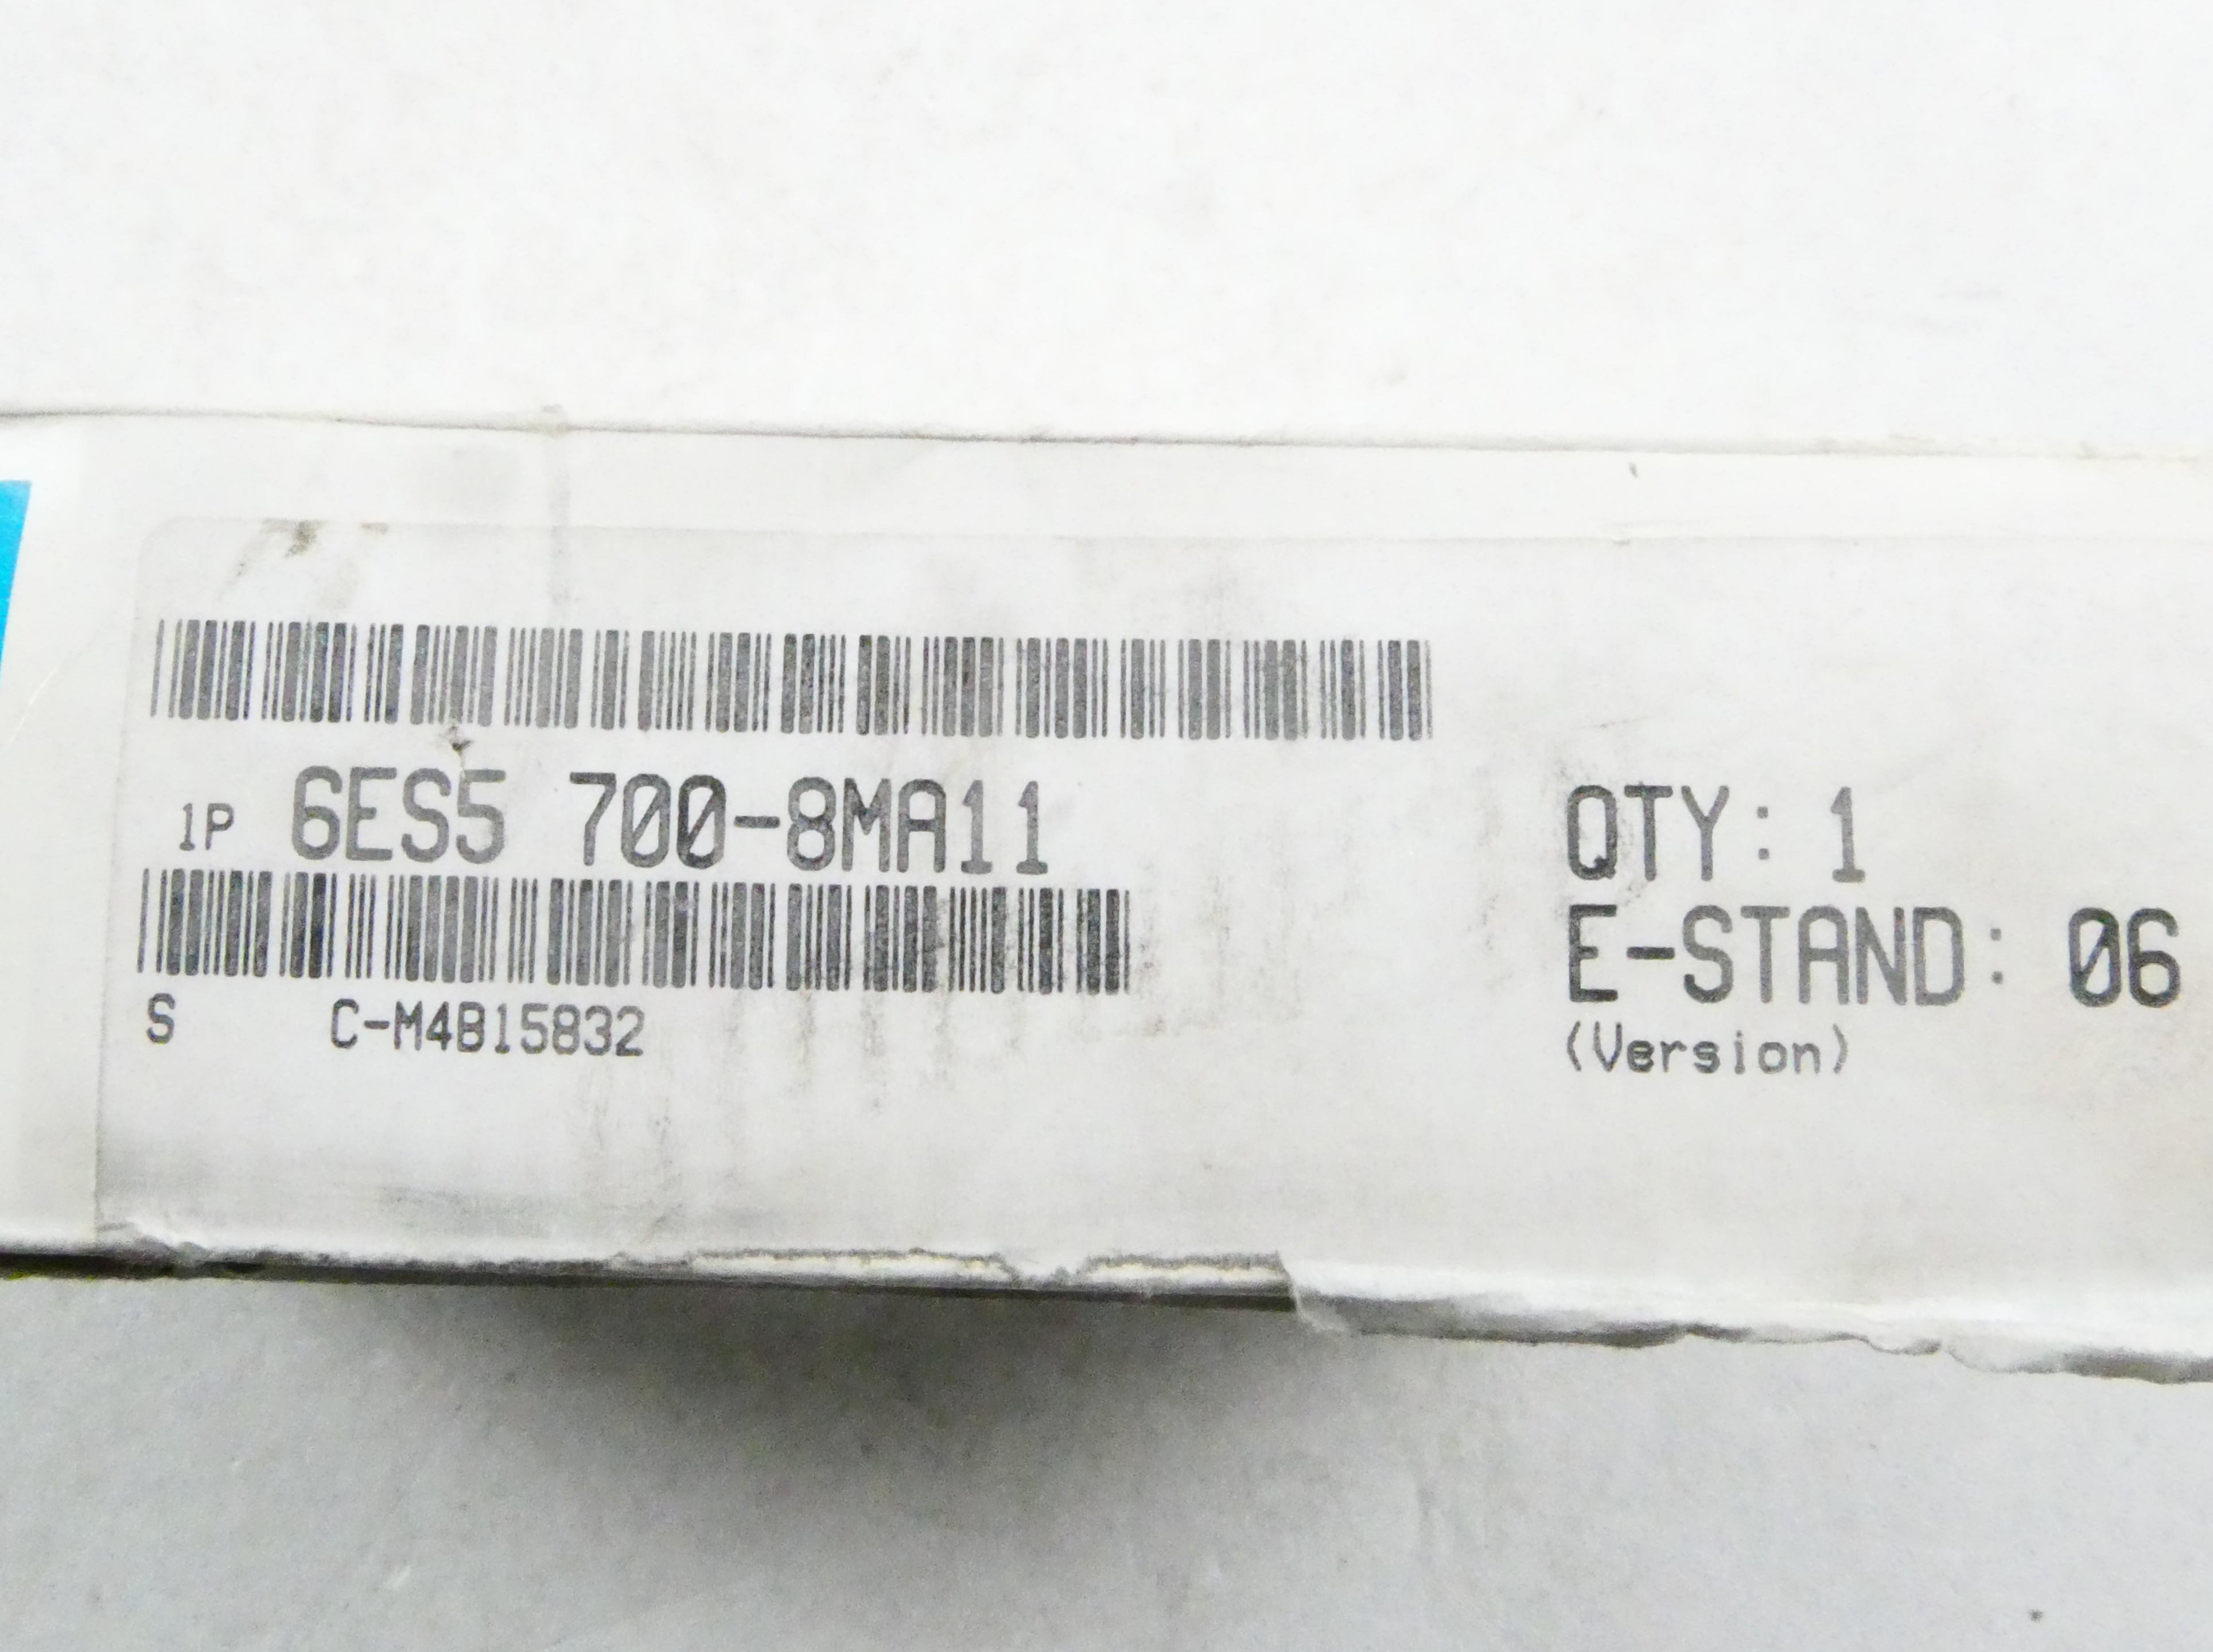 1P 6ES5 700-8MA11
S C-M4B15832
QTY: 1
E-STAND: 06
(Version)